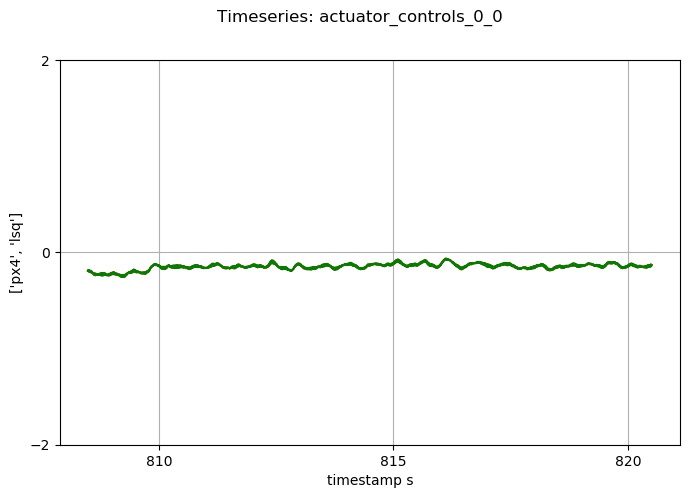 Timeseries: actuator_controls_0_0
2
0
−2
['px4', 'lsq']
810
815
820
timestamp s